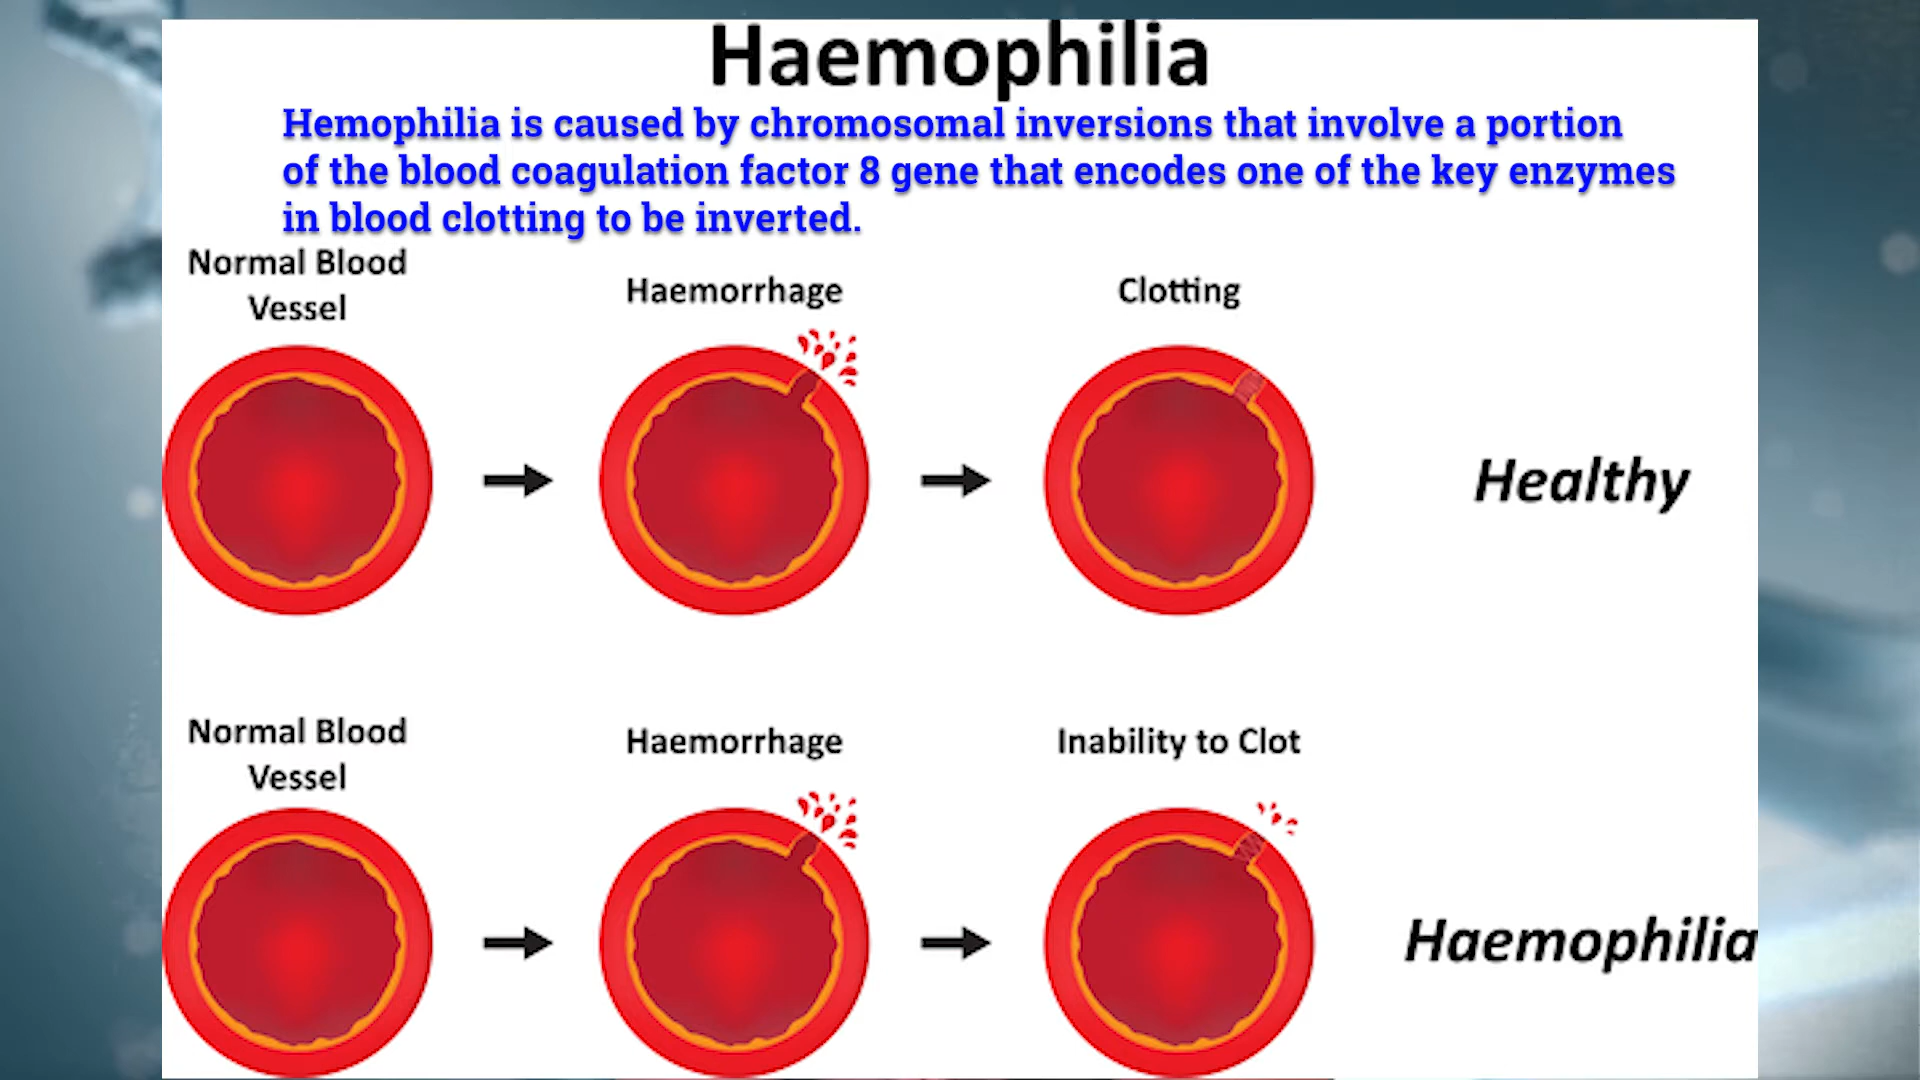 Haemophilia
Hemophilia is caused by chromosomal inversions that involve a portion
of the blood coagulation factor 8 gene that encodes one of the key enzymes
in blood clotting to be inverted.
Normal Blood
Vessel
Haemorrhage
Clotting
Healthy
Normal Blood
Vessel
Haemorrhage
Inability to Clot
Haemophilia